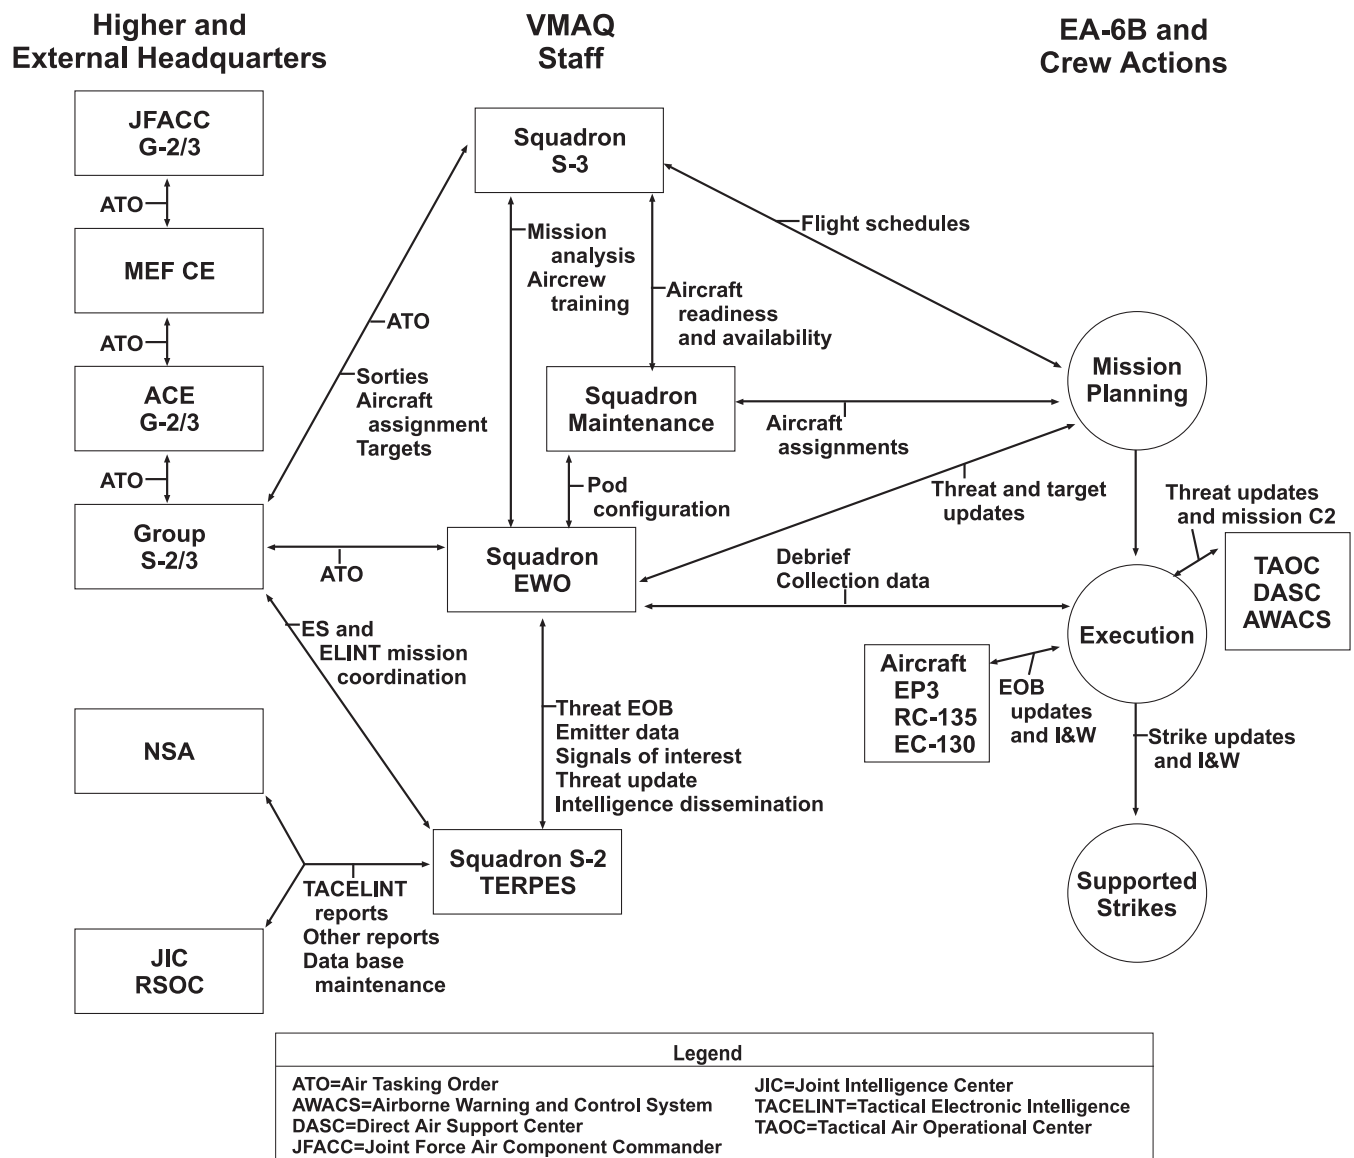 Higher and
External Headquarters
VMAQ
Staff
EA-6B and
Crew Actions
JFACC
G-2/3
ATO
MEF CE
ATO
ACE
G-2/3
ATO
Group
S-2/3
NSA
JIC
RSOC
Squadron
S-3
ATO
Sorties
Aircraft
assignment
Targets
Mission
analysis
Aircrew
training
Aircraft
readiness
and availability
Flight schedules
Squadron
Maintenance
Aircraft
assignments
Pod
configuration
Squadron
EWO
ATO
Threat and target
updates
Debrief
Collection data
ES and
ELINT mission
coordination
Threat EOB
Emitter data
Signals of interest
Threat update
Intelligence dissemination
Squadron S-2
TERPES
TACELINT
reports
Other reports
Data base
maintenance
Mission
Planning
Threat updates
and mission C2
TAOC
DASC
AWACS
Execution
Aircraft
EP3
RC-135
EC-130
EOB
updates
and I&W
Strike updates
and I&W
Supported
Strikes
Legend
ATO=Air Tasking Order
AWACS=Airborne Warning and Control System
DASC=Direct Air Support Center
JFACC=Joint Force Air Component Commander
JIC=Joint Intelligence Center
TACELINT=Tactical Electronic Intelligence
TAOC=Tactical Air Operational Center